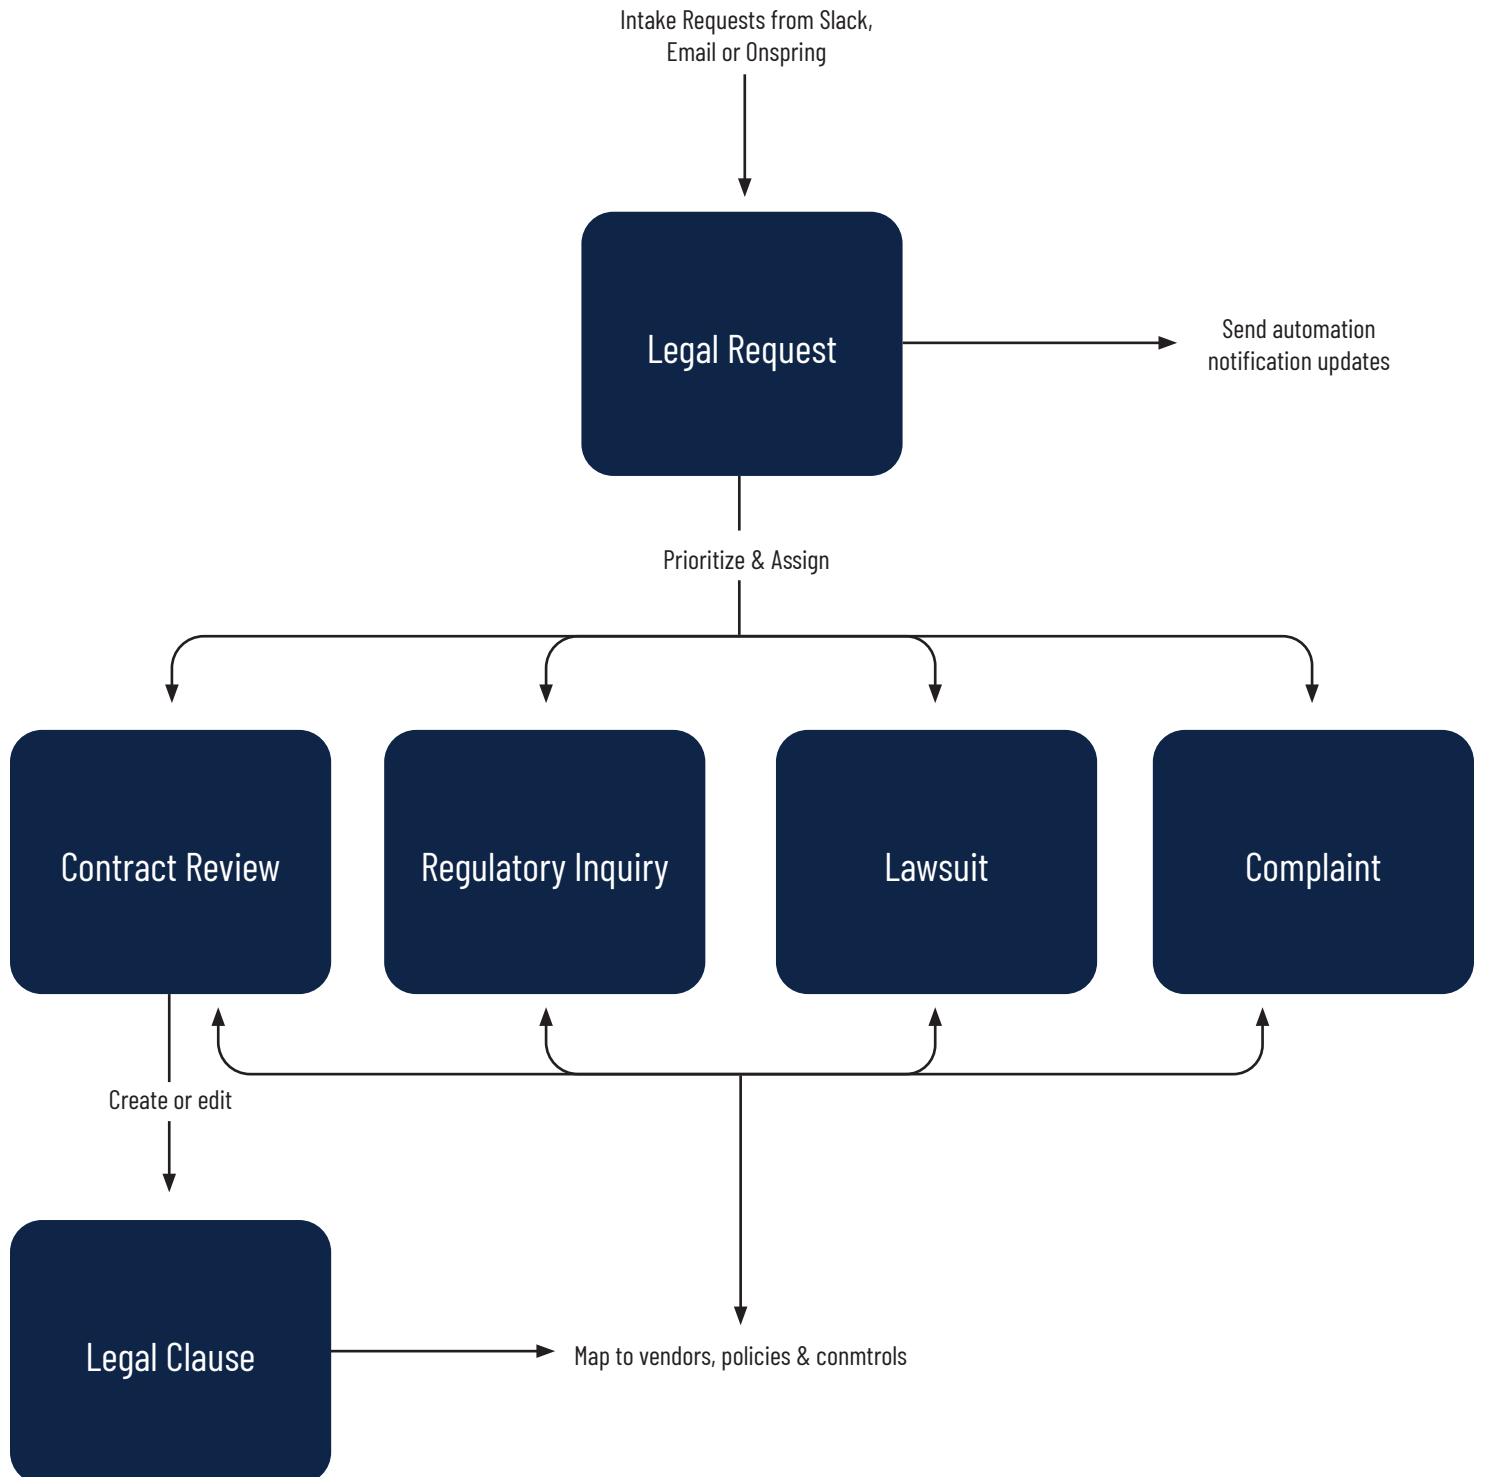 Intake Requests from Slack,
Email or Onspring
Legal Request
Send automation
notification updates
Prioritize & Assign
Contract Review
Regulatory Inquiry
Lawsuit
Complaint
Create or edit
Legal Clause
Map to vendors, policies & conmtrols